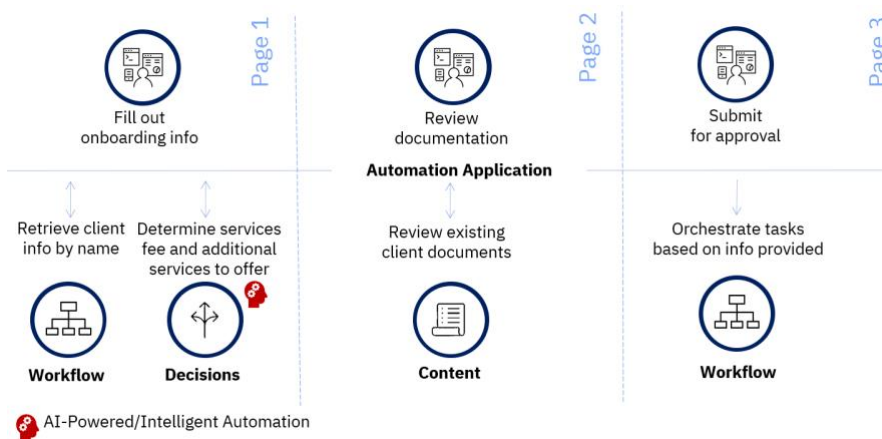 Page 1
Page 2
Page 3
Fill out
onboarding info
Review
documentation
Submit
for approval
Automation Application
Retrieve client
info by name
Determine services
fee and additional
services to offer
Review existing
client documents
Orchestrate tasks
based on info provided
Workflow
Decisions
Content
Workflow
AI-Powered/Intelligent Automation